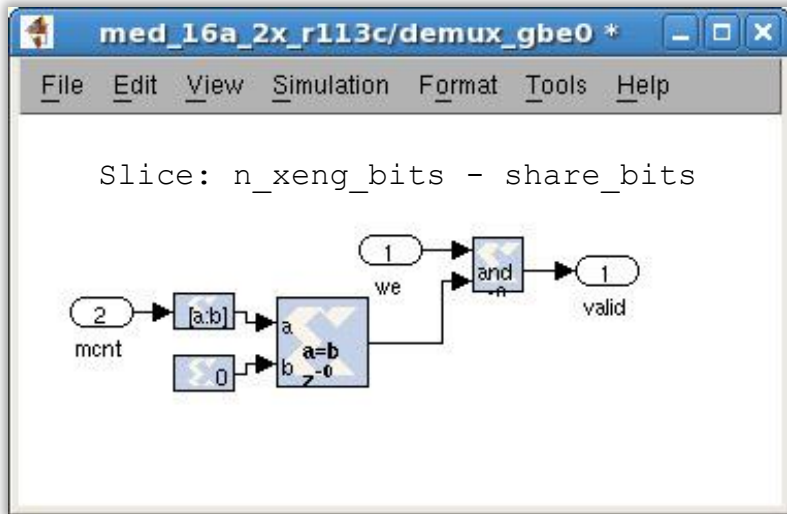 med_16a_2x_r113c/demux_gbe0 *
File Edit View Simulation Format Tools Help
Slice: n_xeng_bits - share_bits
1
we
and
1
valid
2
mcnt
[a:b]
a
a=b
b
z-0
0